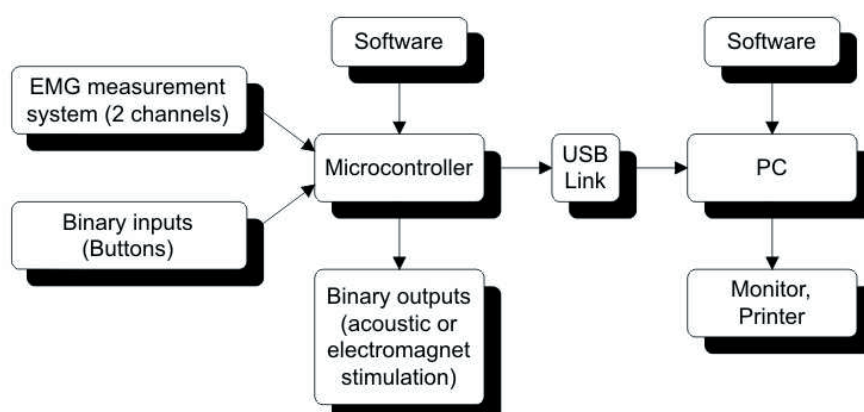 Software
Software
EMG measurement
system (2 channels)
Microcontroller
USB
Link
PC
Binary inputs
(Buttons)
Binary outputs
(acoustic or
electromagnet
stimulation)
Monitor,
Printer